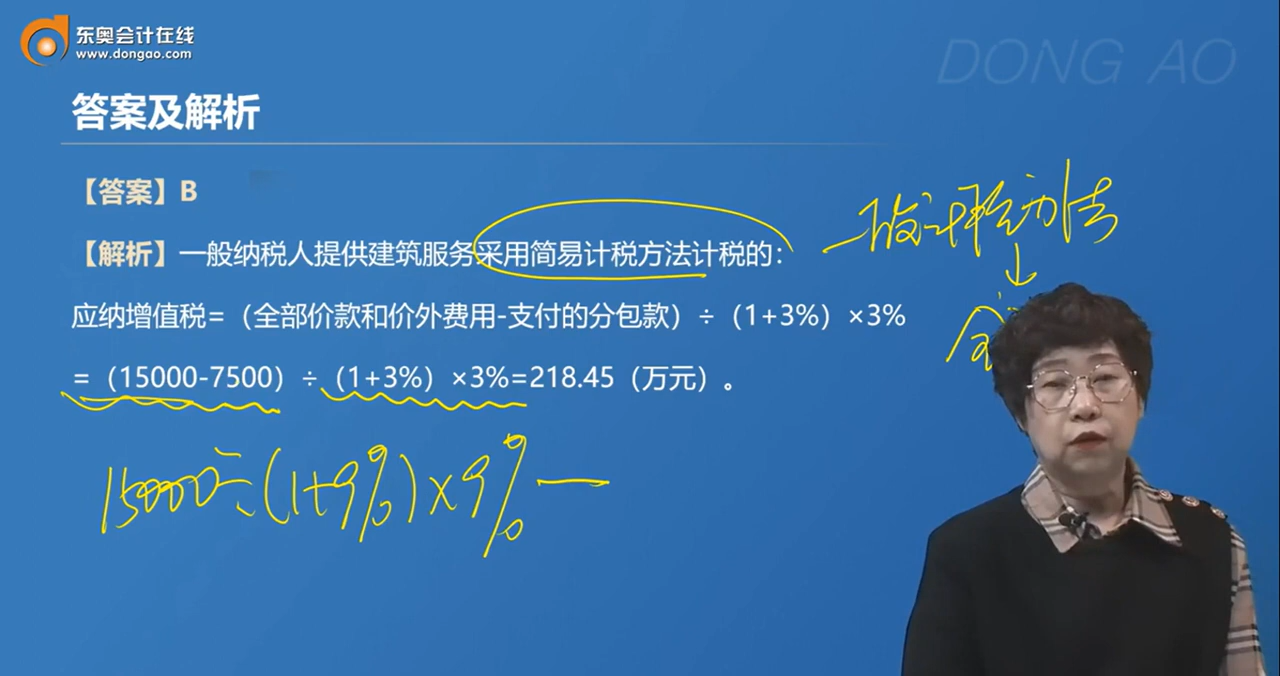 东奥会计在线
www.dongao.com
DONG AO
答案及解析
【答案】B
【解析】一般纳税人提供建筑服务采用简易计税方法计税的：
一般计税方法
应纳增值税=（全部价款和价外费用-支付的分包款）÷（1+3%）×3%
全
=（15000-7500）÷（1+3%）×3%=218.45（万元）。
15000÷(1+9%)×9%—